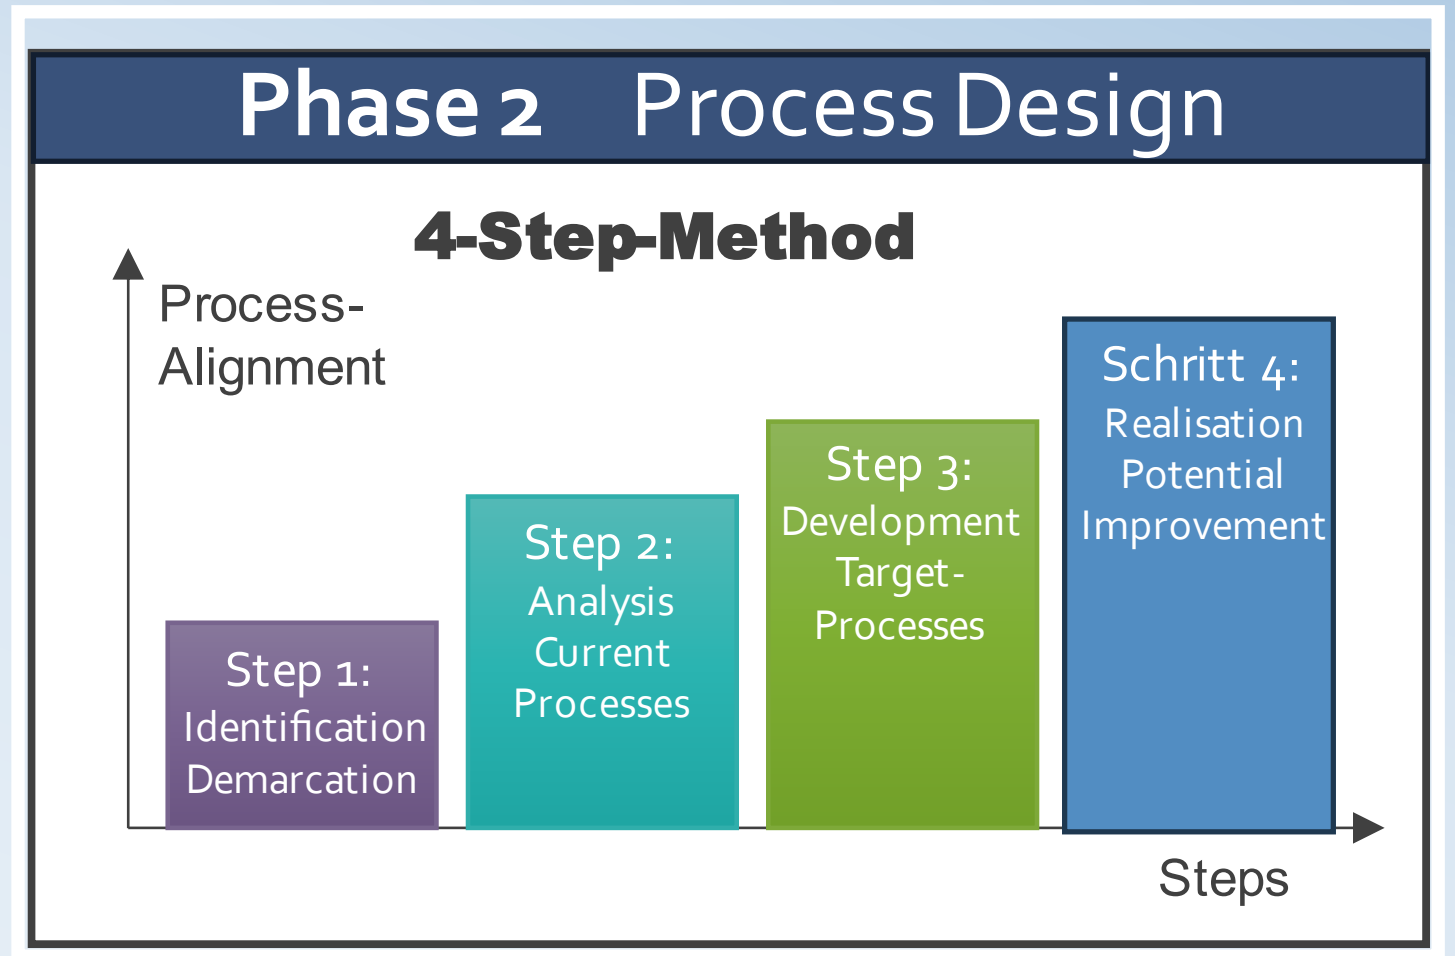 Phase 2 Process Design
4-Step-Method
Process-
Alignment
Step 1:
Identification
Demarcation
Step 2:
Analysis
Current
Processes
Step 3:
Development
Target-
Processes
Schritt 4:
Realisation
Potential
Improvement
Steps